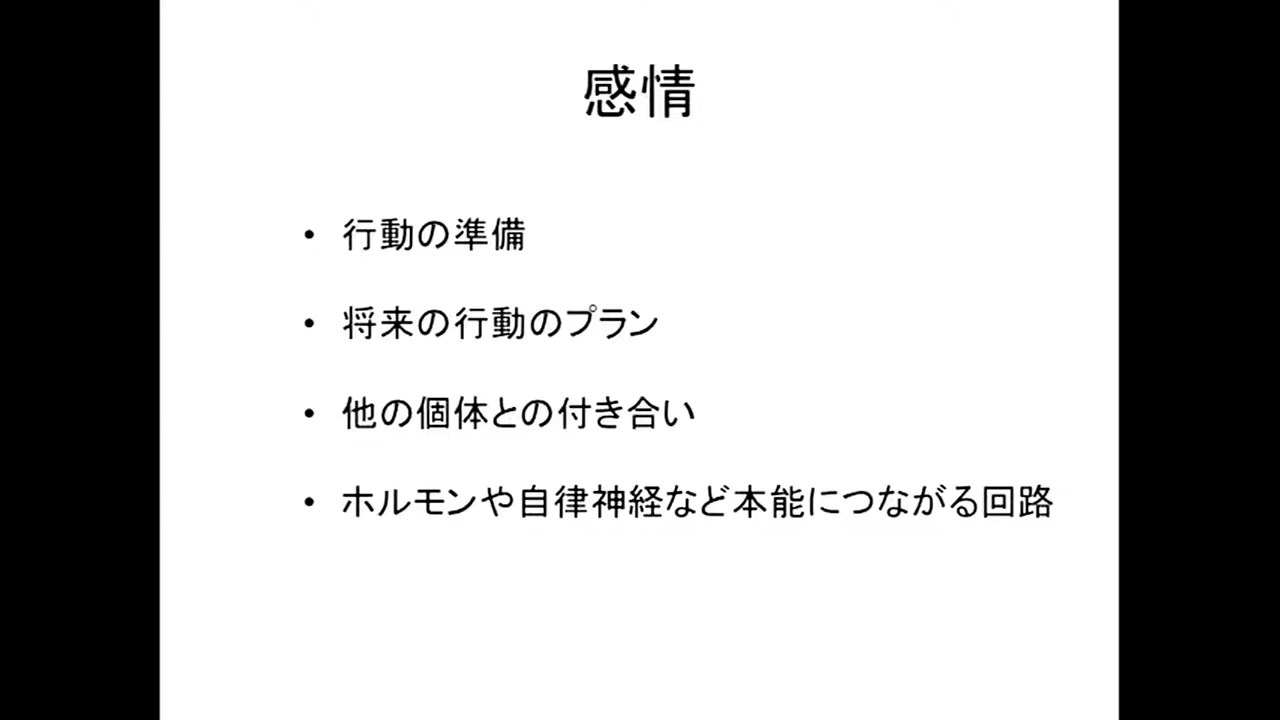 感情
• 行動の準備
• 将来の行動のプラン
• 他の個体との付き合い
• ホルモンや自律神経など本能につながる回路